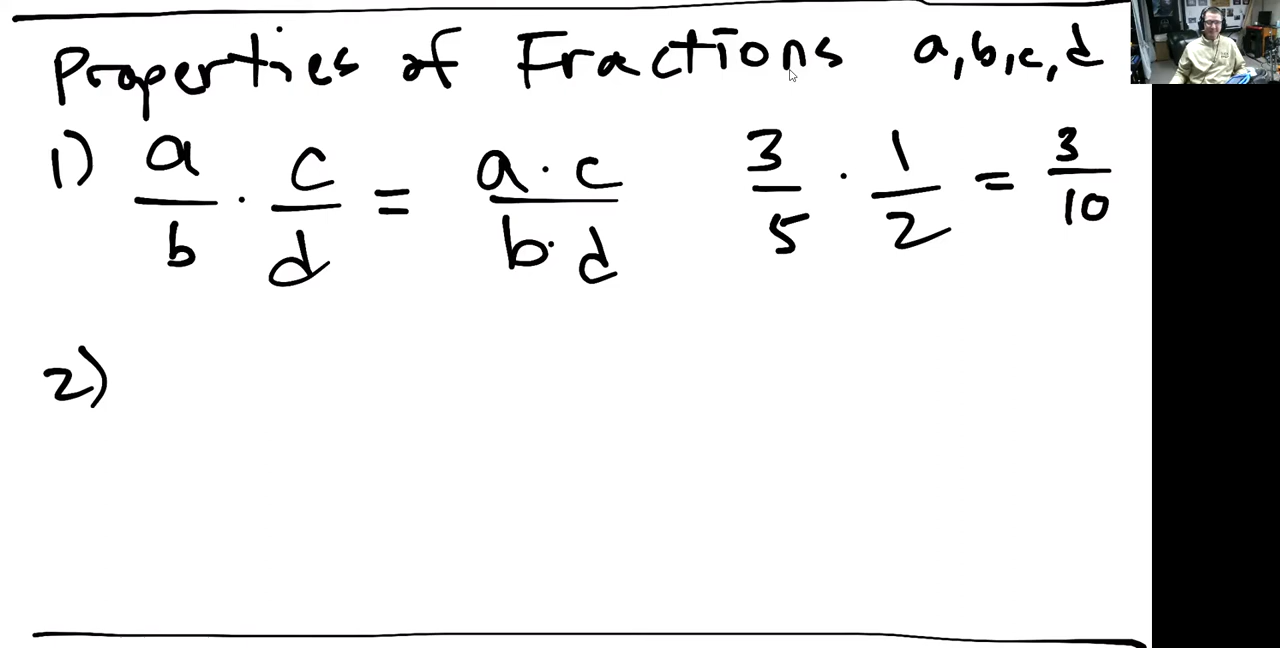 Properties of Fractions a, b, c, d
1) a/b · c/d = a · c/b · d 3/5 · 1/2 = 3/10
2)